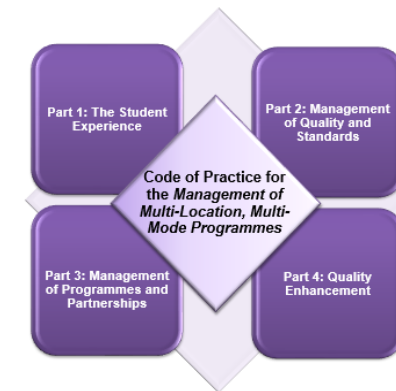 Part 1: The Student
Experience
Part 2: Management
of Quality and
Standards
Code of Practice for
the Management of
Multi-Location, Multi-
Mode Programmes
Part 3: Management
of Programmes and
Partnerships
Part 4: Quality
Enhancement